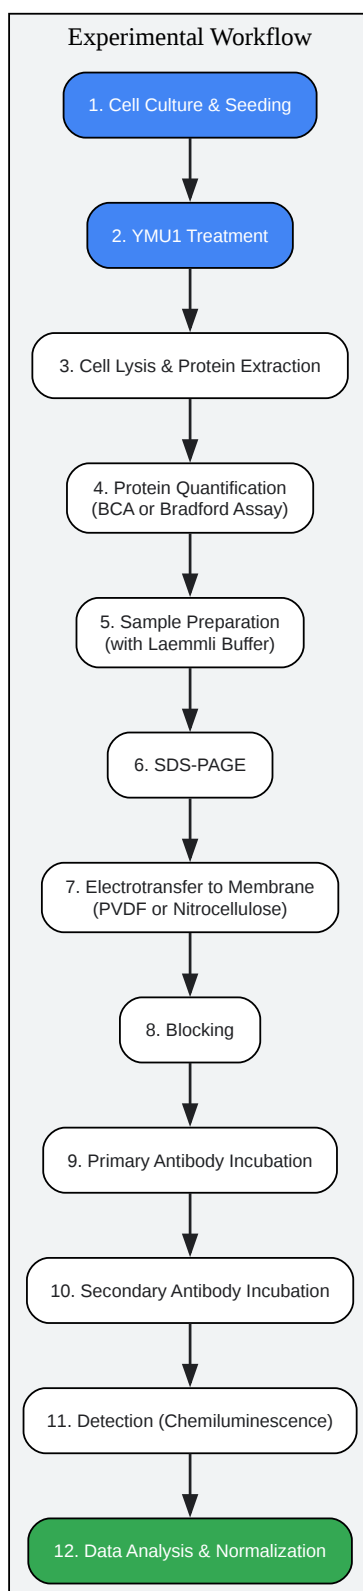 Experimental Workflow
1. Cell Culture & Seeding
2. YMU1 Treatment
3. Cell Lysis & Protein Extraction
4. Protein Quantification
(BCA or Bradford Assay)
5. Sample Preparation
(with Laemmli Buffer)
6. SDS-PAGE
7. Electrotransfer to Membrane
(PVDF or Nitrocellulose)
8. Blocking
9. Primary Antibody Incubation
10. Secondary Antibody Incubation
11. Detection (Chemiluminescence)
12. Data Analysis & Normalization